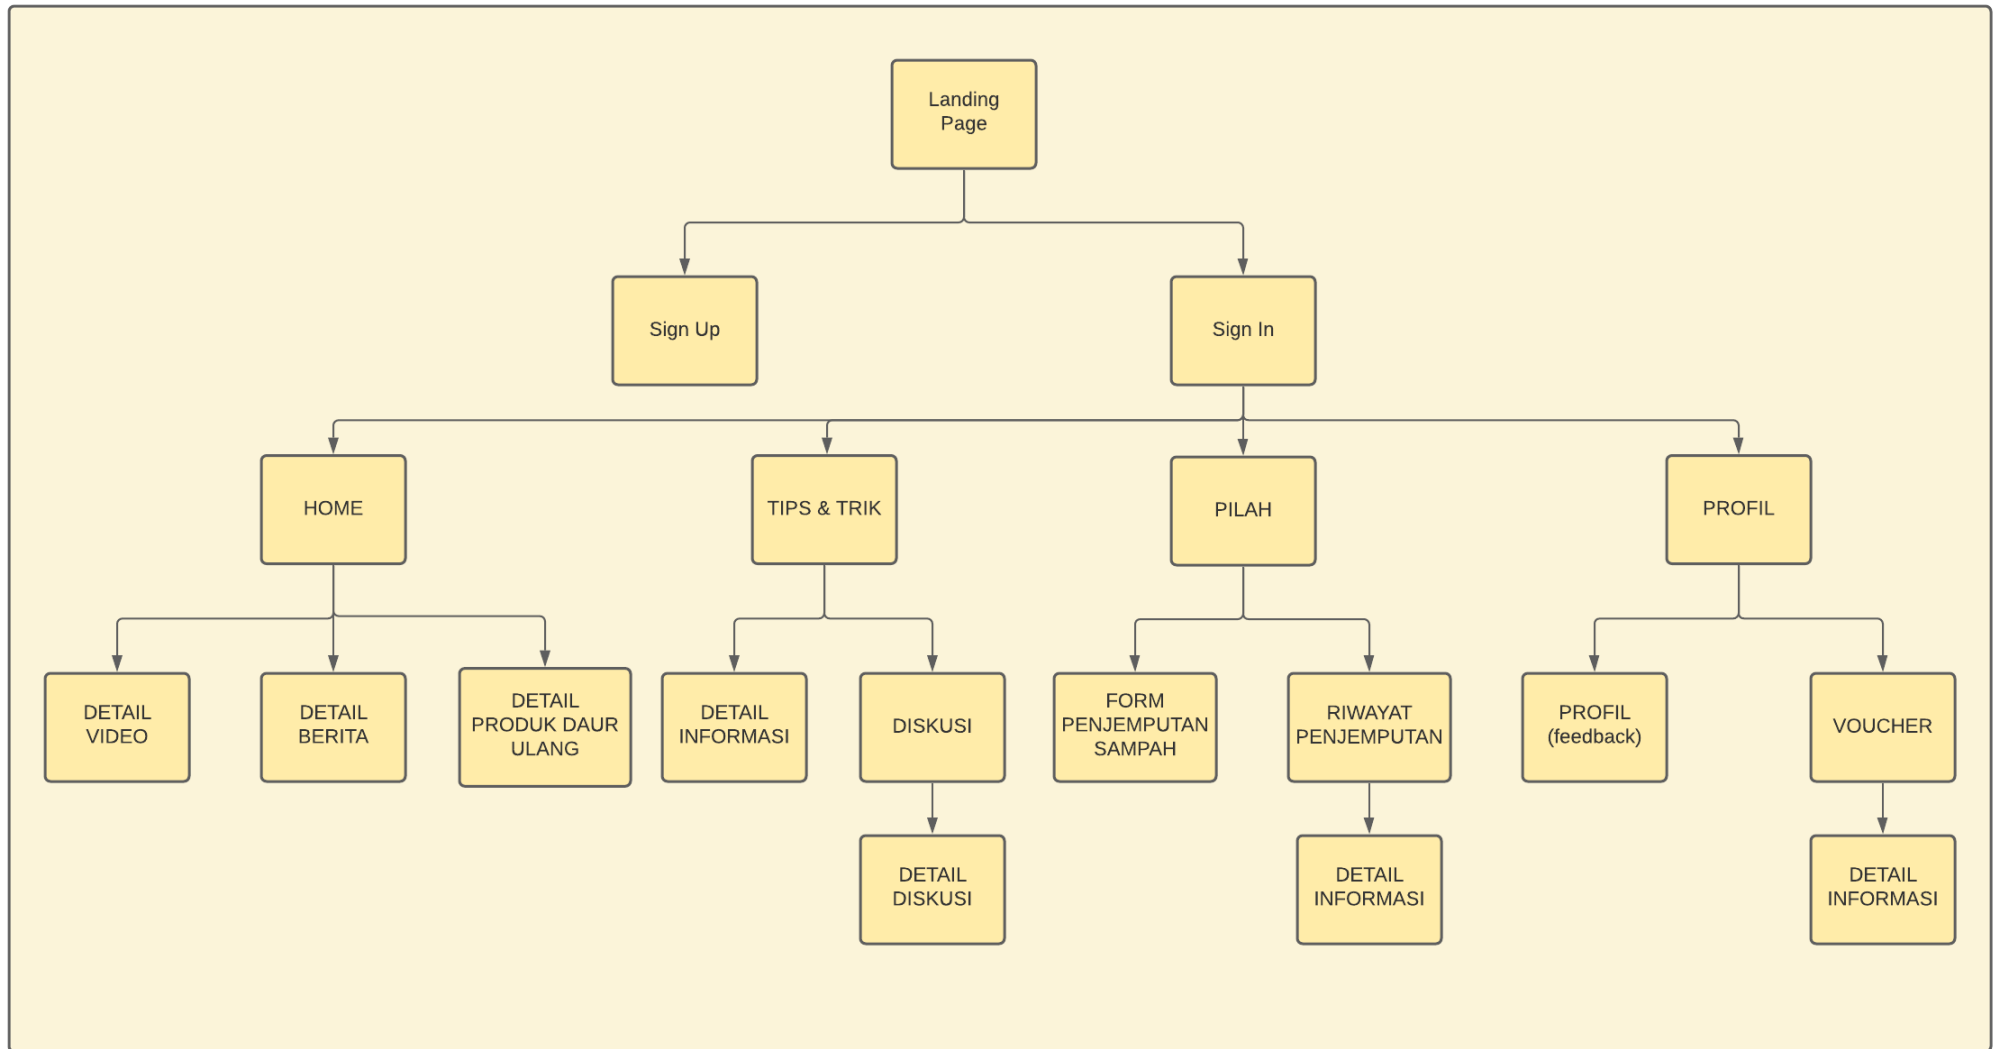 Landing
Page
Sign Up
Sign In
HOME
TIPS & TRIK
PILAH
PROFIL
DETAIL
VIDEO
DETAIL
BERITA
DETAIL
PRODUK DAUR
ULANG
DETAIL
INFORMASI
DISKUSI
FORM
PENJEMPUTAN
SAMPAH
RIWAYAT
PENJEMPUTAN
PROFIL
(feedback)
VOUCHER
DETAIL
DISKUSI
DETAIL
INFORMASI
DETAIL
INFORMASI